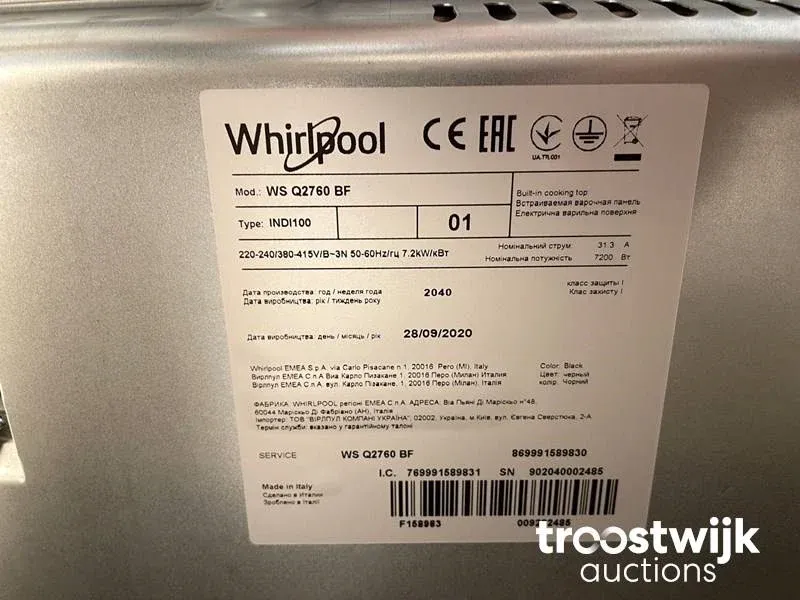 Whirlpool CE EAC
UA.TR.001
Mod.: WS Q2760 BF
Built-in cooking top
Встраиваемая варочная панель
Електрична варильна поверхня
Type: INDI100 01
220-240/380-415V/В~3N 50-60Hz/гц 7.2kW/кВт
Номінальний струм: 31.3 А
Номінальна потужність: 7200 Вт
Дата производства: год / неделя года
Дата виробництва: рік / тиждень року
2040
класс защиты I
Клас захисту I
Дата виробництва: день / місяць / рік 28/09/2020
Whirlpool EMEA S.p.A. via Carlo Pisacane n.1, 20016 Pero (MI), Italy
Вирлпул EMEA С.п.А Виа Карло Пизакане 1, 20016 Перо (Милан) Италия
Вірлпул EMEA С.п.А. вул. Карло Пізакане, 1, 20016 Перо (Мілан), Італія
Color: Black
Цвет: черный
колір: Чорний
ФАБРИКА: WHIRLPOOL регіоні EMEA С.п.А. АДРЕСА: Віа П'яні Ді Маріско н°48,
60044 Маріскьо Ді Фабріано (АН), Італія
Імпортер: ТОВ "ВІРЛПУЛ КОМПАНІ УКРАЇНА", 02002, Україна, м.Київ, вул. Євгена Сверстюка, 2-А
Термін служби: вказано у гарантійному талоні
SERVICE WS Q2760 BF 869991589830
I.C. 769991589831 SN 902040002485
Made in Italy
Сделано в Италии
Зроблено в Італії
F158983
troostwijk
auctions